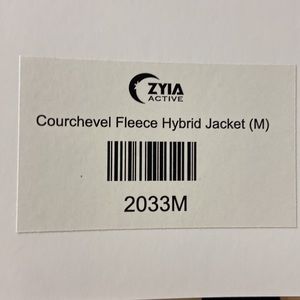 ZYIA
ACTIVE
Courchevel Fleece Hybrid Jacket (M)
2033M